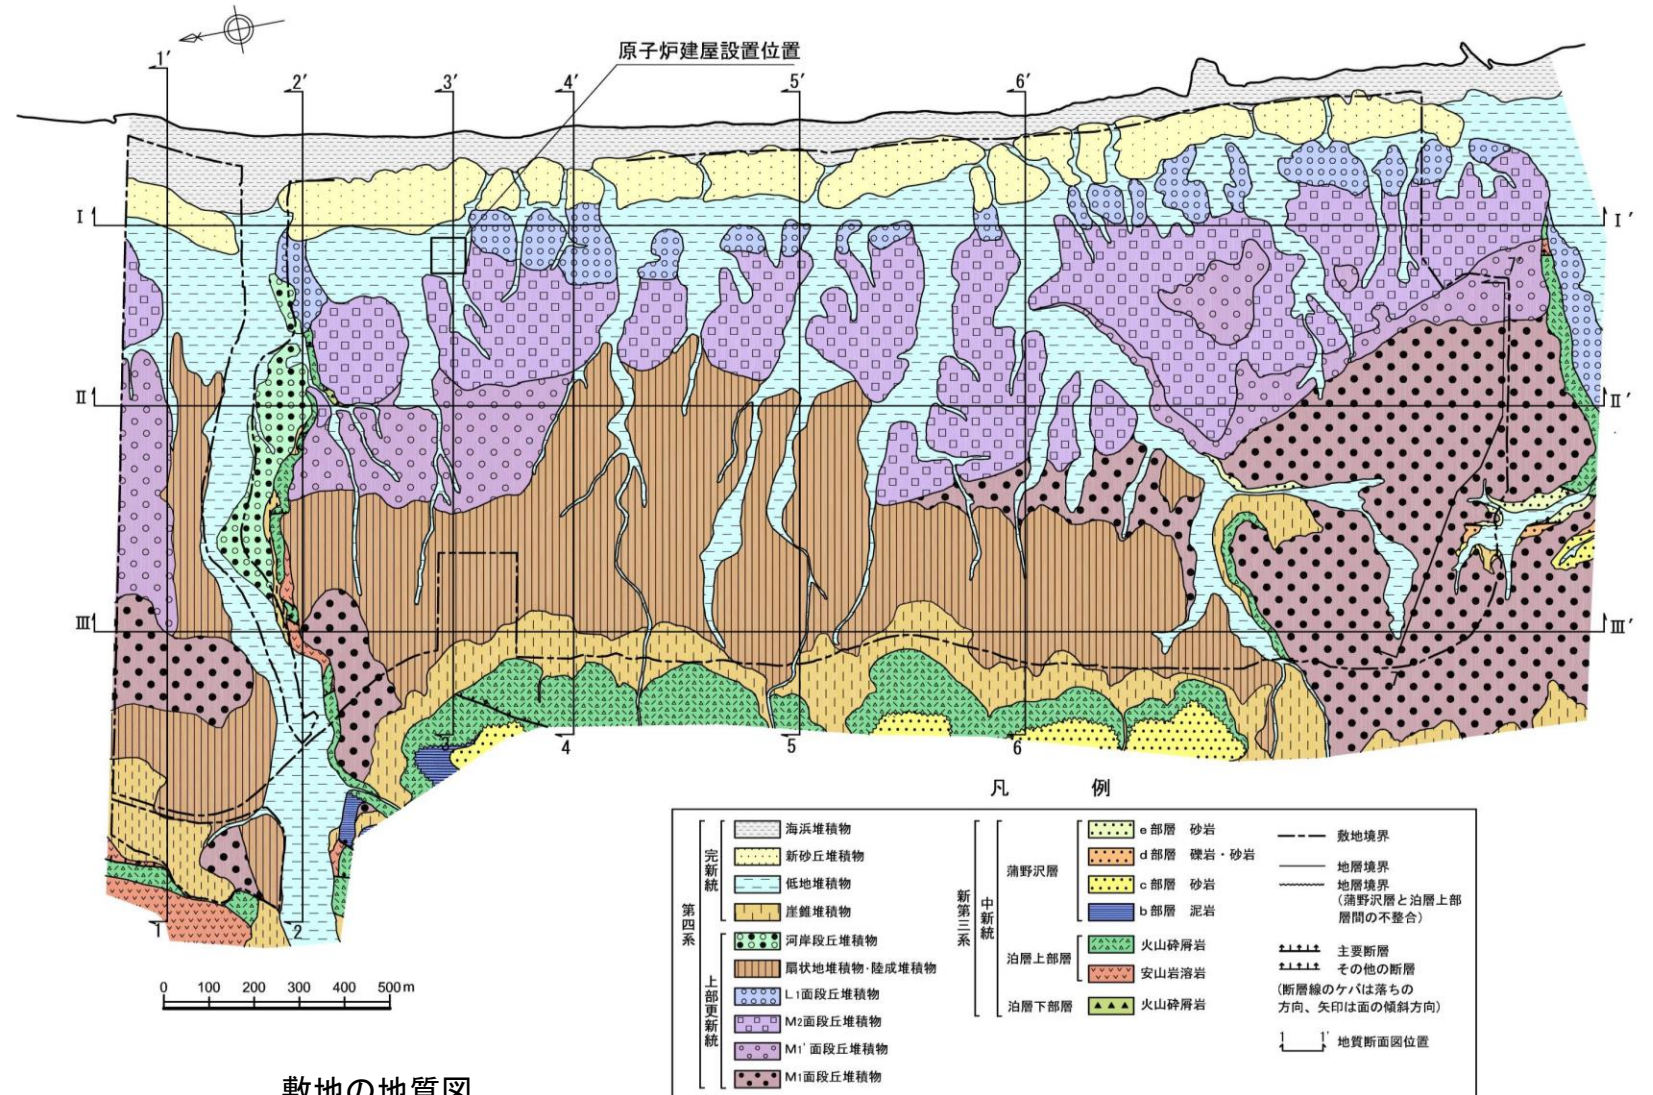 原子炉建屋設置位置
1′
2′
3′
4′
5′
6′
7′
Ⅰ
Ⅰ′
Ⅱ
Ⅱ′
Ⅲ
Ⅲ′
7
3
4
5
6
1
2
0 100 200 300 400 500m
敷地の地質図
凡 例
第四系
完新統
海浜堆積物
新砂丘堆積物
低地堆積物
崖錐堆積物
上部更新統
河岸段丘堆積物
扇状地堆積物・陸成堆積物
L1面段丘堆積物
M2面段丘堆積物
M1′面段丘堆積物
M1面段丘堆積物
新第三系
中新統
蒲野沢層
e部層 砂岩
d部層 礫岩・砂岩
c部層 砂岩
b部層 泥岩
泊層上部層
火山砕屑岩
安山岩溶岩
泊層下部層
火山砕屑岩
敷地境界
地層境界
地層境界
(蒲野沢層と泊層上部
層間の不整合)
主要断層
その他の断層
(断層線のケバは落ちの
方向、矢印は面の傾斜方向)
1 1′ 地質断面図位置